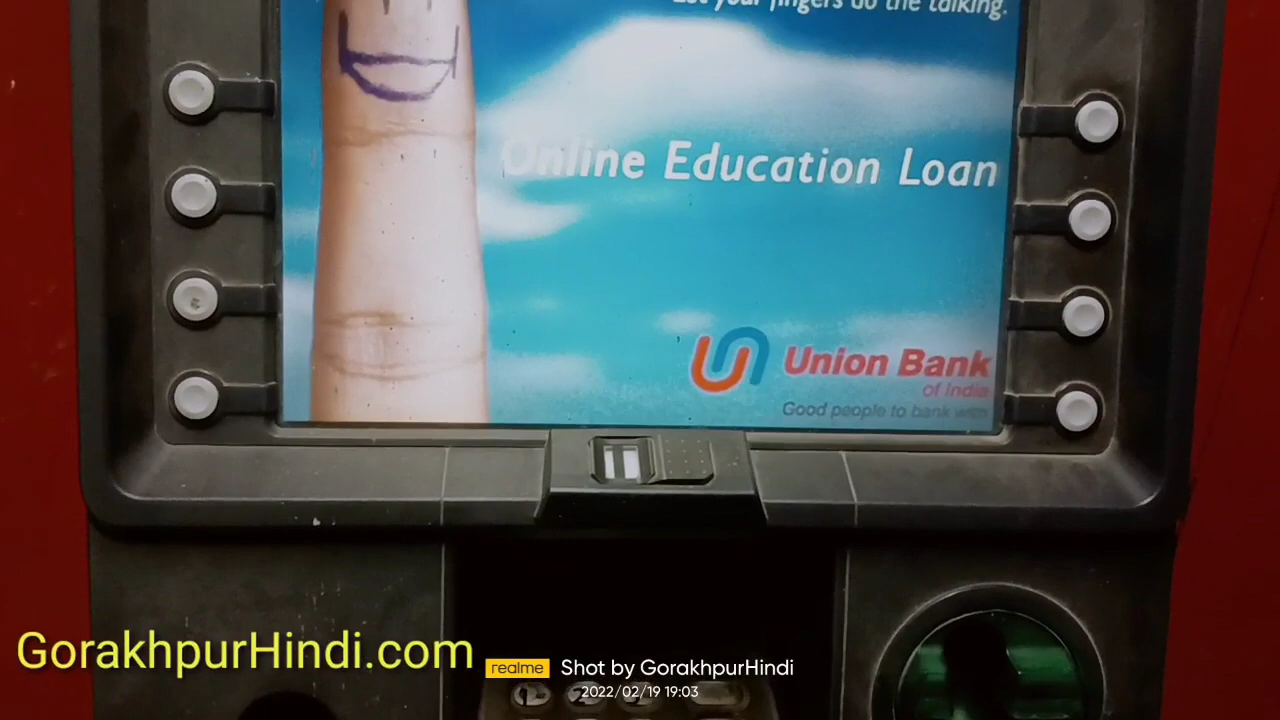 Let your fingers do the talking.
Online Education Loan
Union Bank
of India
Good people to bank with
GorakhpurHindi.com
realme Shot by GorakhpurHindi
2022/02/19 19:03